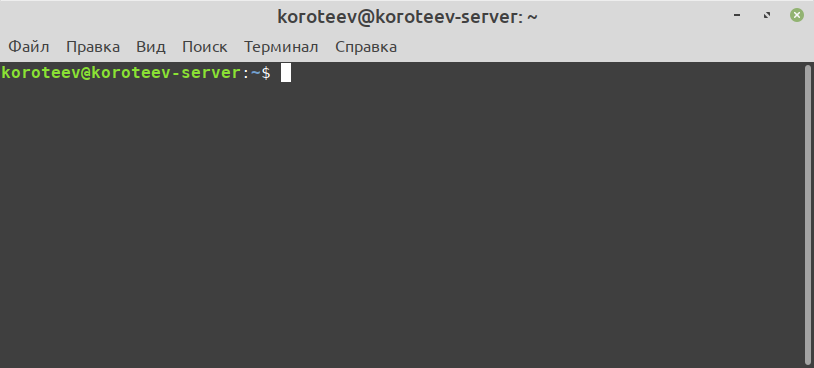 koroteev@koroteev-server: ~
Файл Правка Вид Поиск Терминал Справка
koroteev@koroteev-server:~$